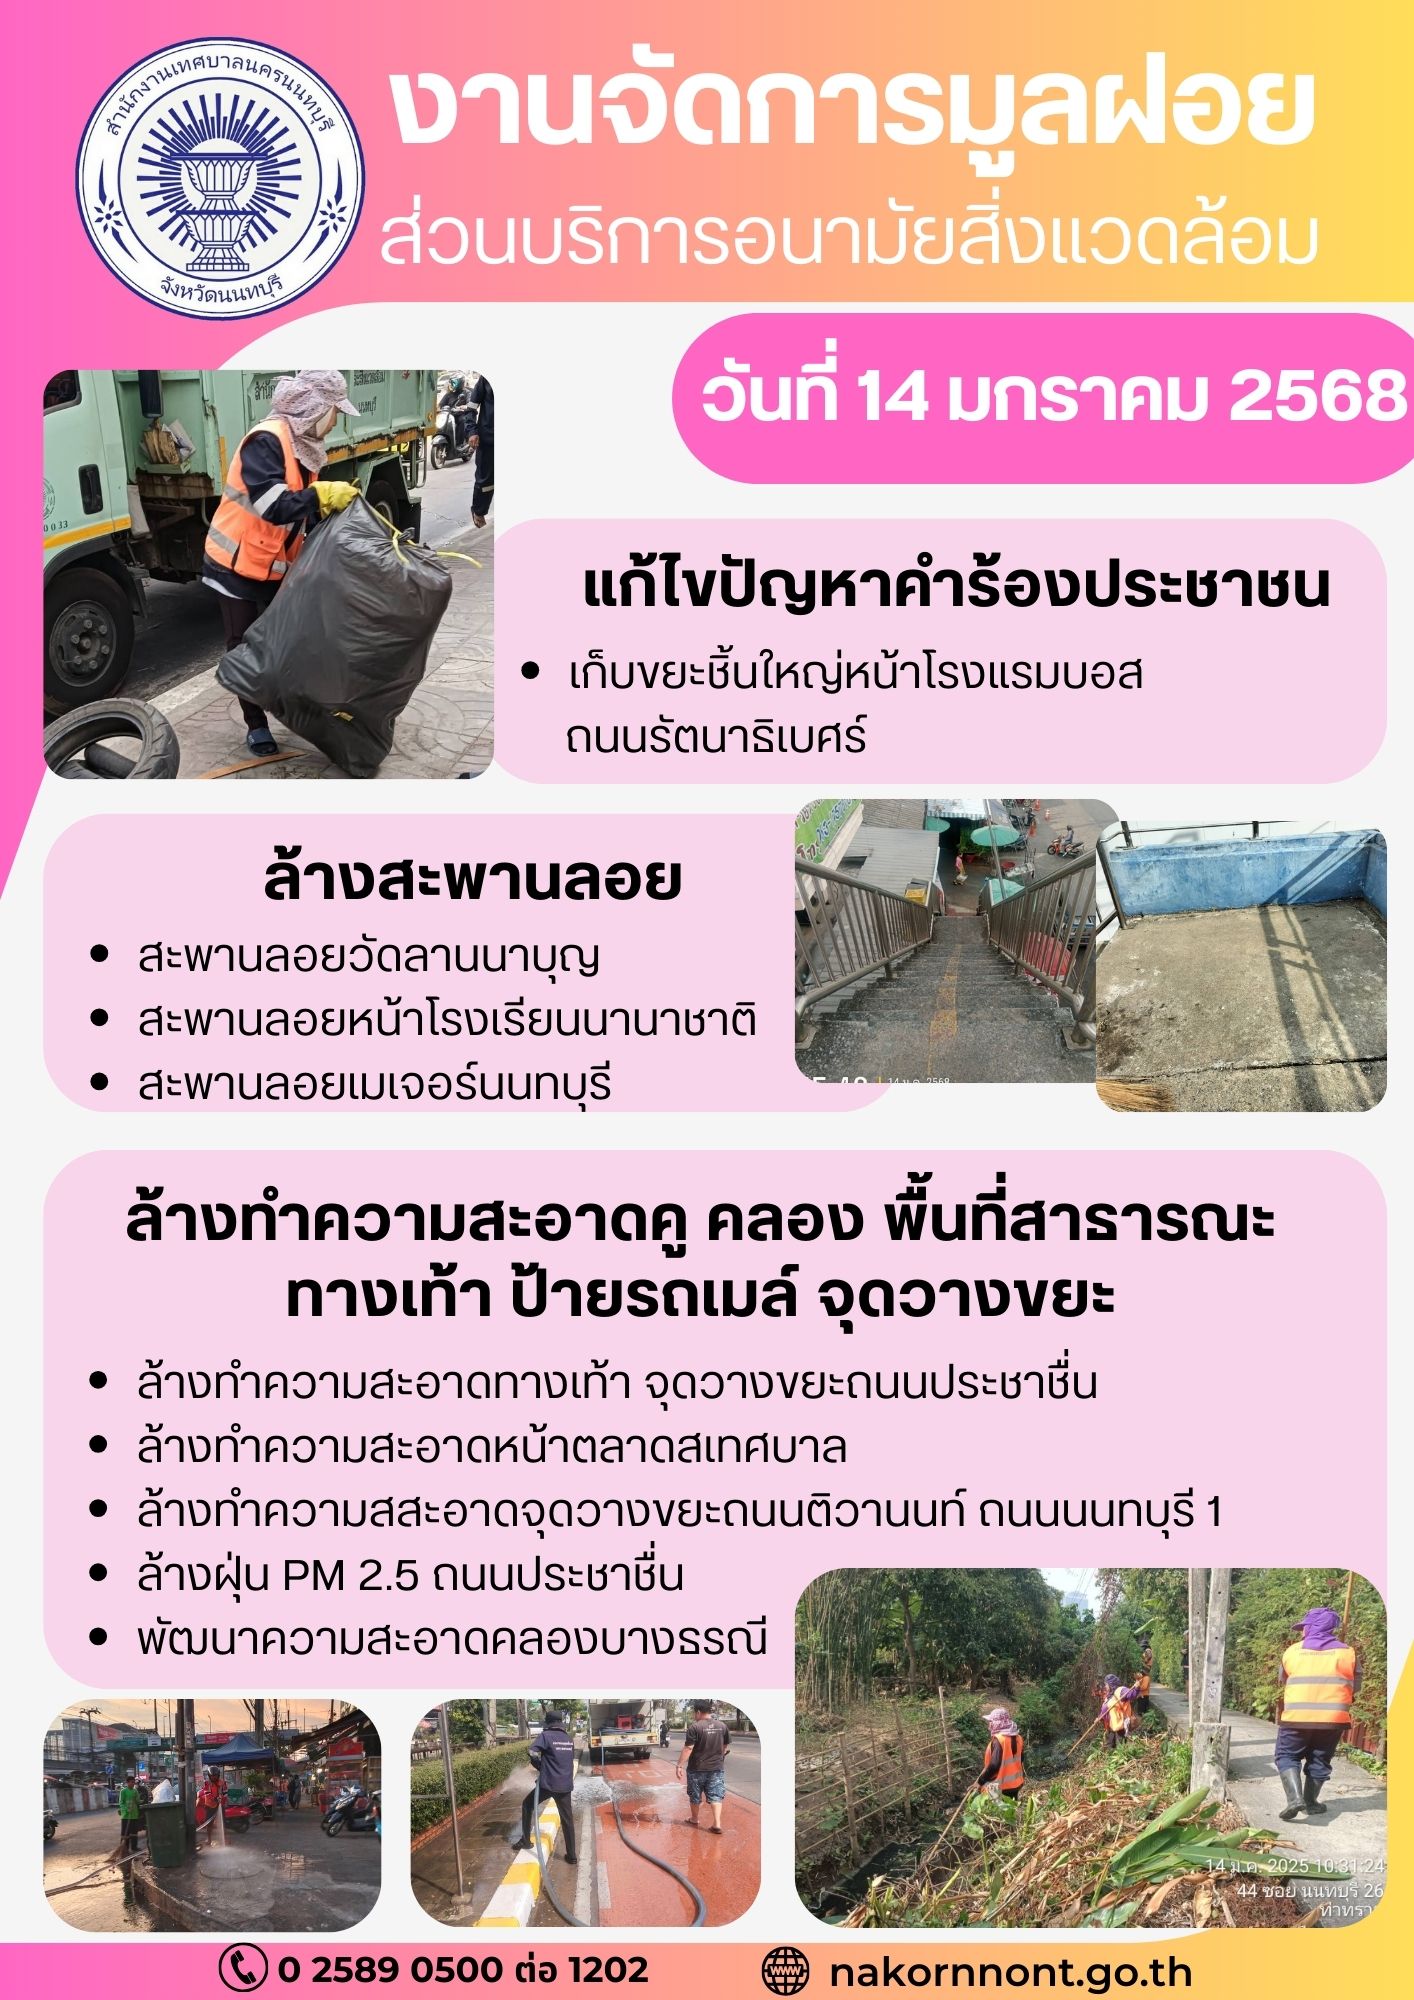 สำนักงานเทศบาลนครนนทบุรี
จังหวัดนนทบุรี
งานจัดการมูลฝอย
ส่วนบริการอนามัยสิ่งแวดล้อม
วันที่ 14 มกราคม 2568
แก้ไขปัญหาคำร้องประชาชน
• เก็บขยะชิ้นใหญ่หน้าโรงแรมบอส
ถนนรัตนาธิเบศร์
ล้างสะพานลอย
• สะพานลอยวัดลานนาบุญ
• สะพานลอยหน้าโรงเรียนนานาชาติ
• สะพานลอยเมเจอร์นนทบุรี
14 ม.ค. 2568
ล้างทำความสะอาดคู คลอง พื้นที่สาธารณะ
ทางเท้า ป้ายรถเมล์ จุดวางขยะ
• ล้างทำความสะอาดทางเท้า จุดวางขยะถนนประชาชื่น
• ล้างทำความสะอาดหน้าตลาดสเทศบาล
• ล้างทำความสสะอาดจุดวางขยะถนนติวานนท์ ถนนนนทบุรี 1
• ล้างฝุ่น PM 2.5 ถนนประชาชื่น
• พัฒนาความสะอาดคลองบางธรณี
14 ม.ค. 2025 10:31:24
44 ซอย นนทบุรี 26
0 2589 0500 ต่อ 1202
nakornnont.go.th